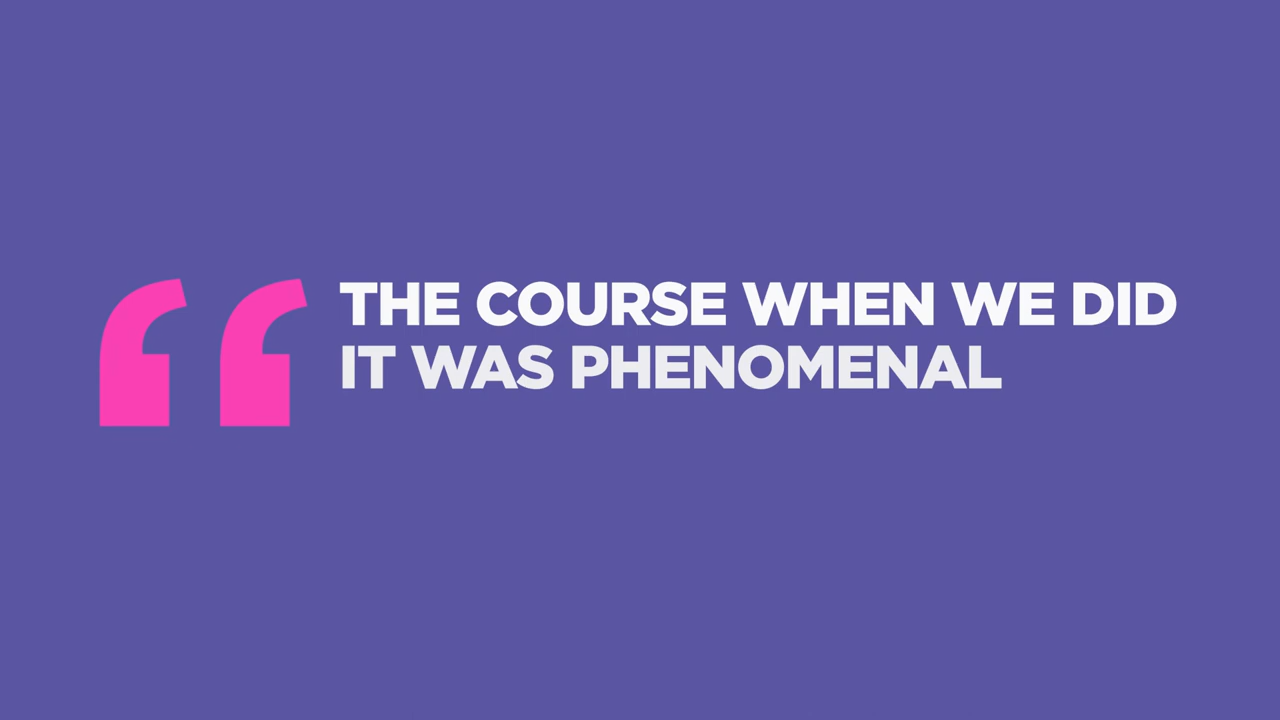 “
THE COURSE WHEN WE DID
IT WAS PHENOMENAL